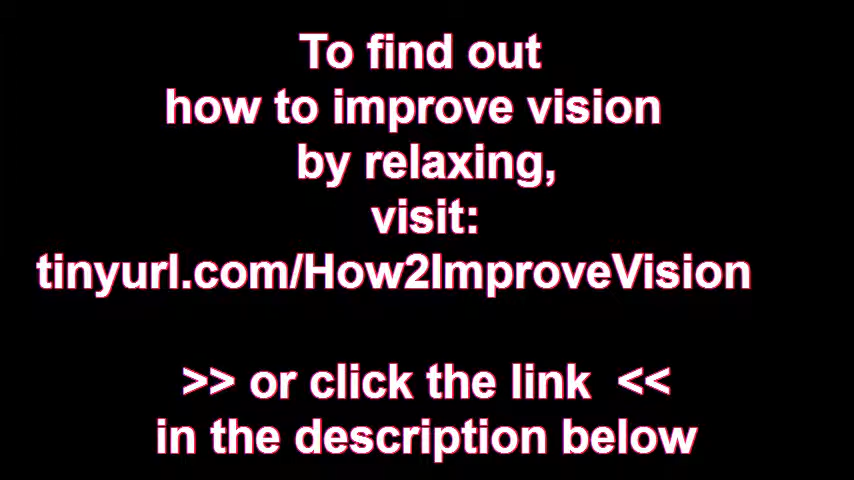 To find out
how to improve vision
by relaxing,
visit:
tinyurl.com/How2ImproveVision
>> or click the link <<
in the description below